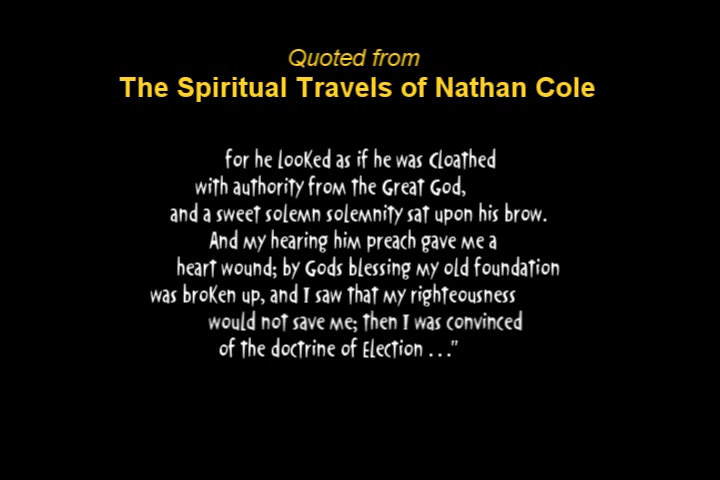 Quoted from
The Spiritual Travels of Nathan Cole
for he looked as if he was Cloathed
with authority from the Great God,
and a sweet solemn solemnity sat upon his brow.
And my hearing him preach gave me a
heart wound; by Gods blessing my old foundation
was broken up, and I saw that my righteousness
would not save me; then I was convinced
of the doctrine of Election . . ."